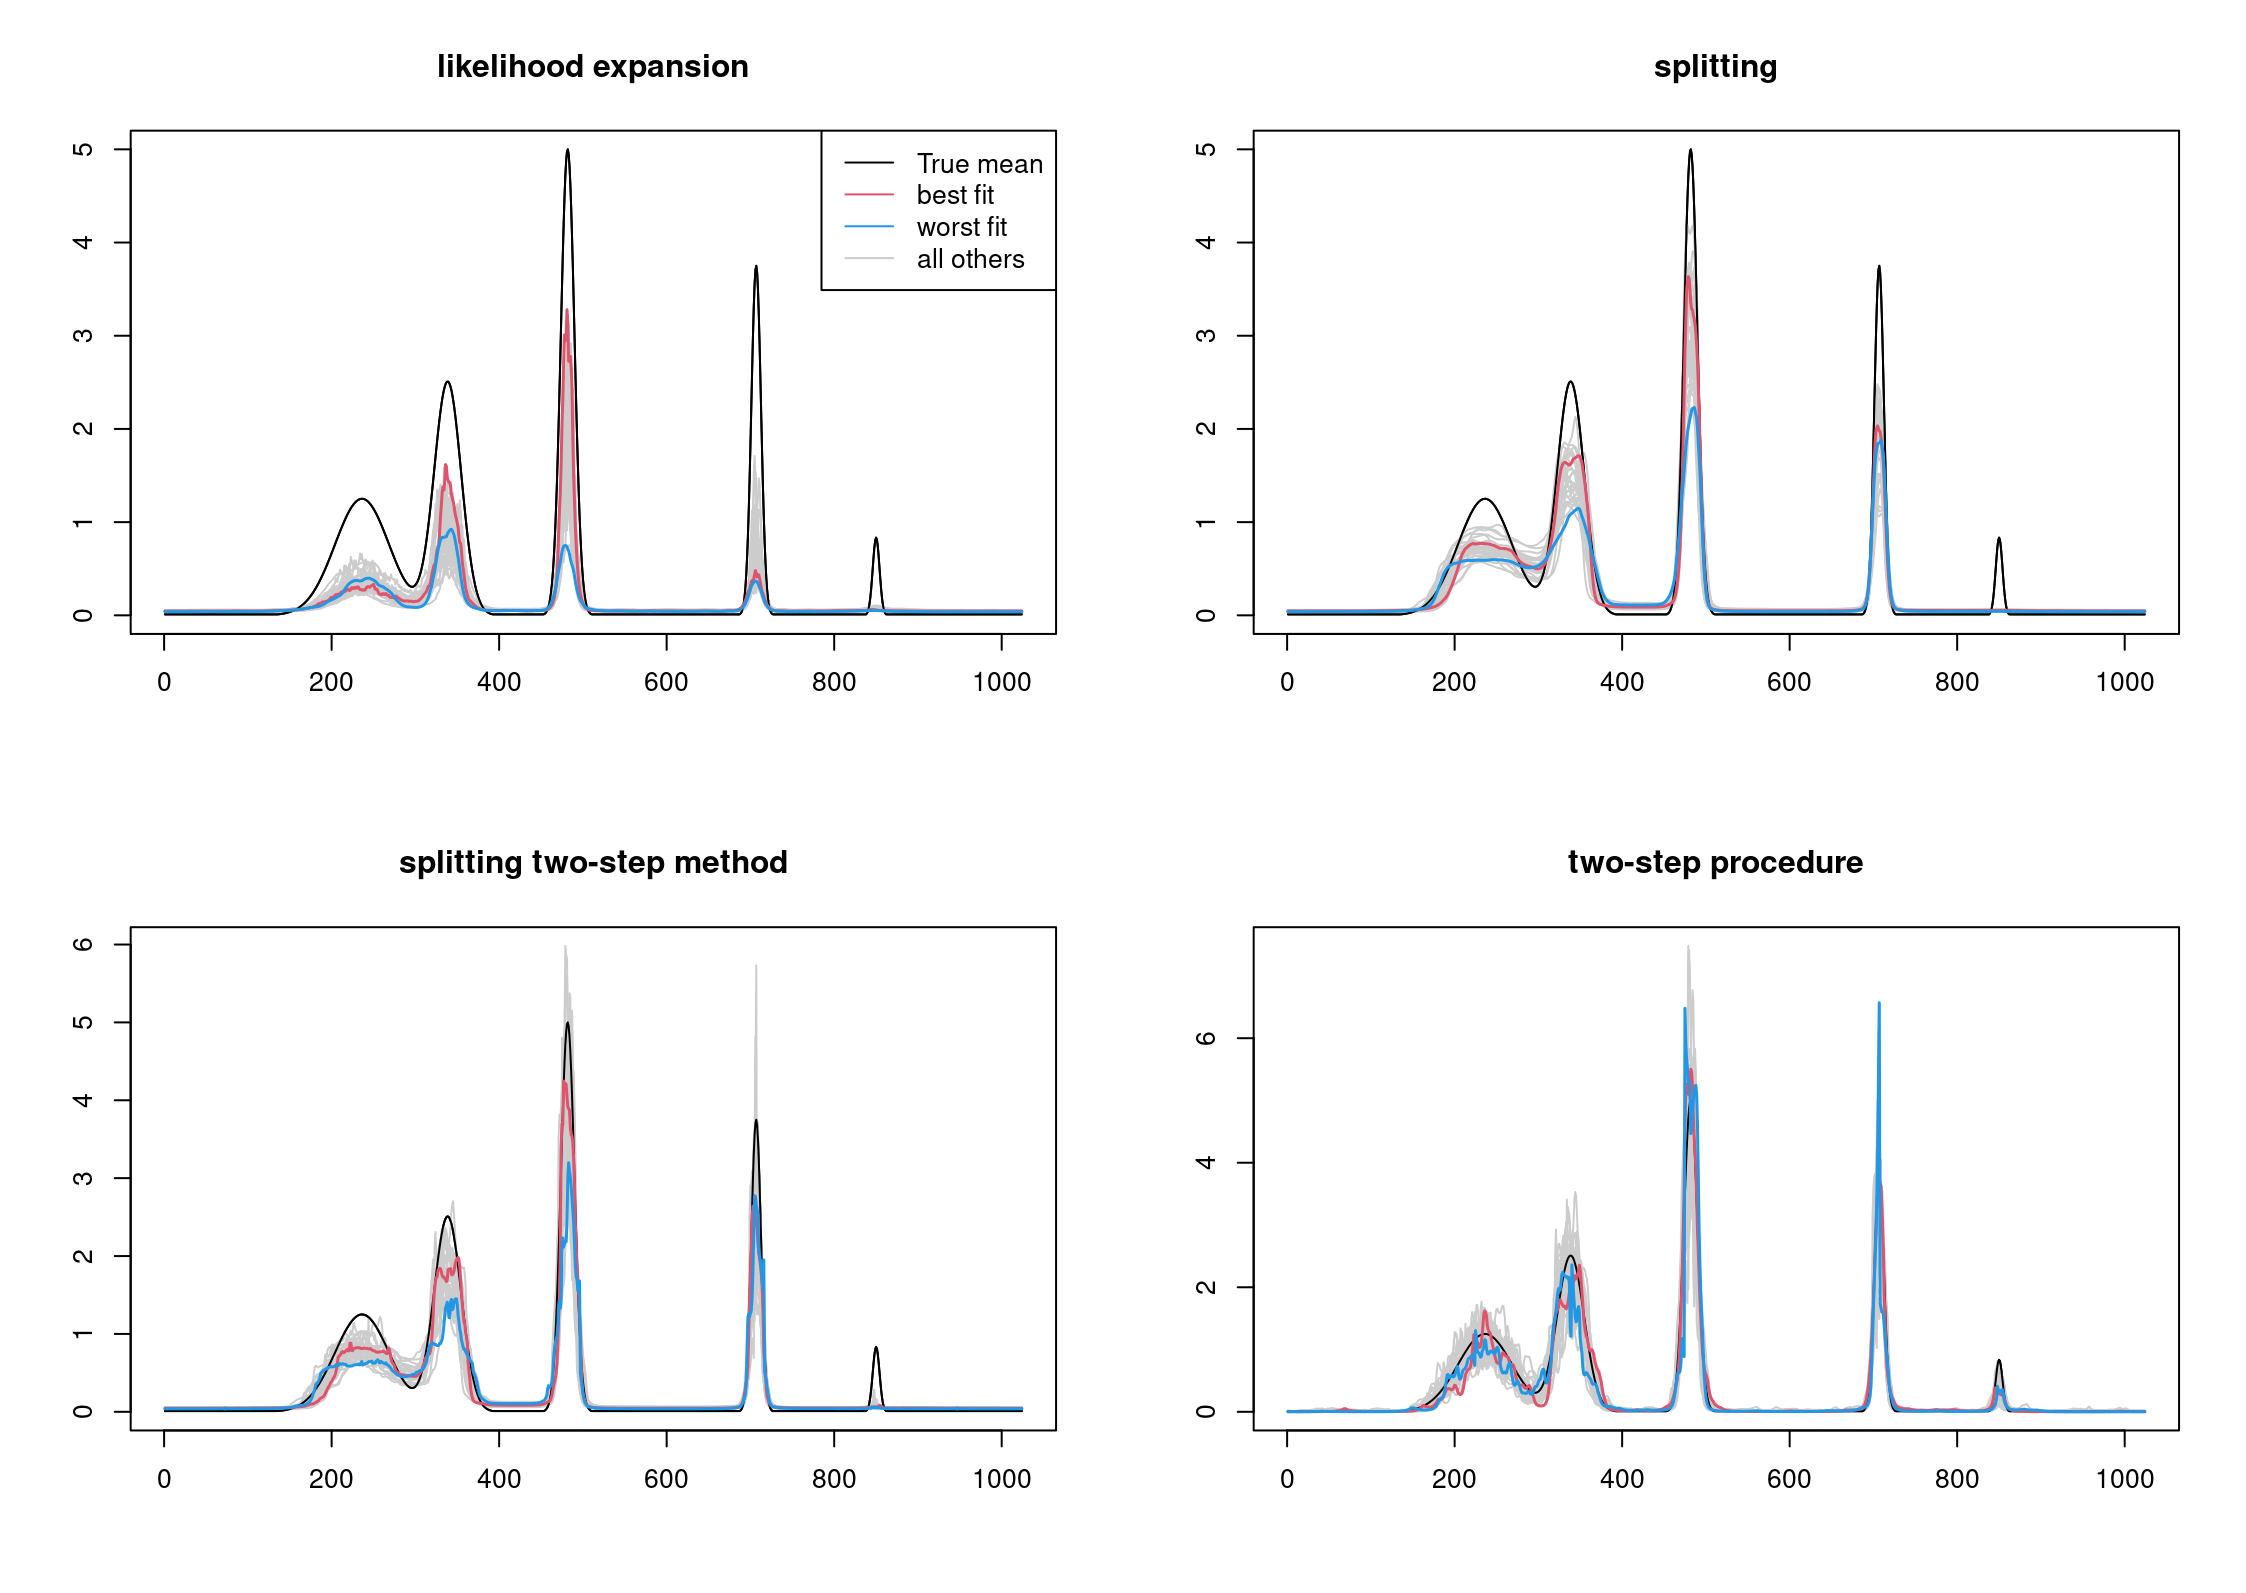 likelihood expansion
5
4
3
2
1
0
True mean
best fit
worst fit
all others
0 200 400 600 800 1000
splitting
5
4
3
2
1
0
0 200 400 600 800 1000
splitting two-step method
6
5
4
3
2
1
0
0 200 400 600 800 1000
two-step procedure
6
4
2
0
0 200 400 600 800 1000